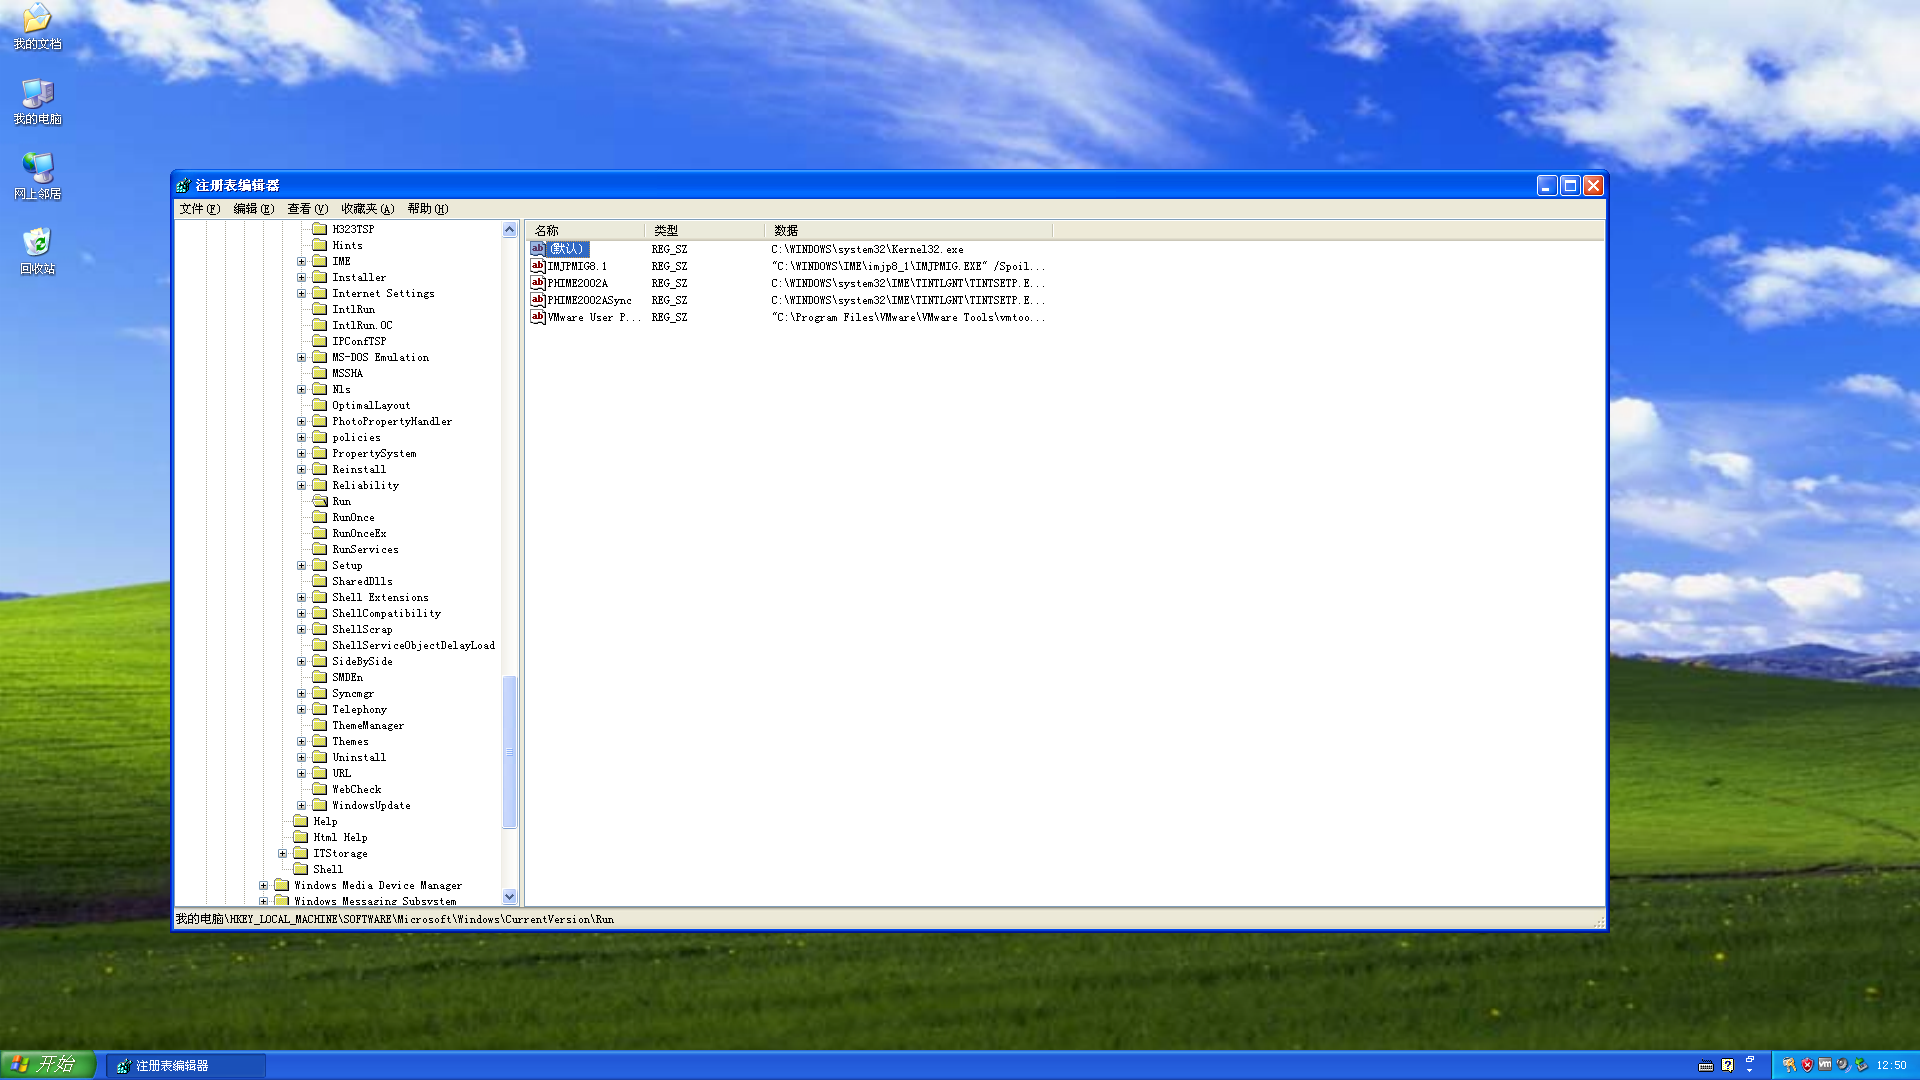 我的文档
我的电脑
网上邻居
回收站
注册表编辑器
文件(F) 编辑(E) 查看(V) 收藏夹(A) 帮助(H)
H323TSP
Hints
IME
Installer
Internet Settings
IntlRun
IntlRun.OC
IPConfTSP
MS-DOS Emulation
MSSHA
Nls
OptimalLayout
PhotoPropertyHandler
policies
PropertySystem
Reinstall
Reliability
Run
RunOnce
RunOnceEx
RunServices
Setup
SharedDlls
Shell Extensions
ShellCompatibility
ShellScrap
ShellServiceObjectDelayLoad
SideBySide
SMDEn
Syncmgr
Telephony
ThemeManager
Themes
Uninstall
URL
WebCheck
WindowsUpdate
Help
Html Help
ITStorage
Shell
Windows Media Device Manager
Windows Messaging Subsystem
名称 类型 数据
(默认) REG_SZ C:\WINDOWS\system32\Kernel32.exe
IMJPMIG8.1 REG_SZ "C:\WINDOWS\IME\imjp8_1\IMJPMIG.EXE" /Spoil...
PHIME2002A REG_SZ C:\WINDOWS\system32\IME\TINTLGNT\TINTSETP.E...
PHIME2002ASync REG_SZ C:\WINDOWS\system32\IME\TINTLGNT\TINTSETP.E...
VMware User P... REG_SZ "C:\Program Files\VMware\VMware Tools\vmtoo...
我的电脑\HKEY_LOCAL_MACHINE\SOFTWARE\Microsoft\Windows\CurrentVersion\Run
开始 注册表编辑器 12:50